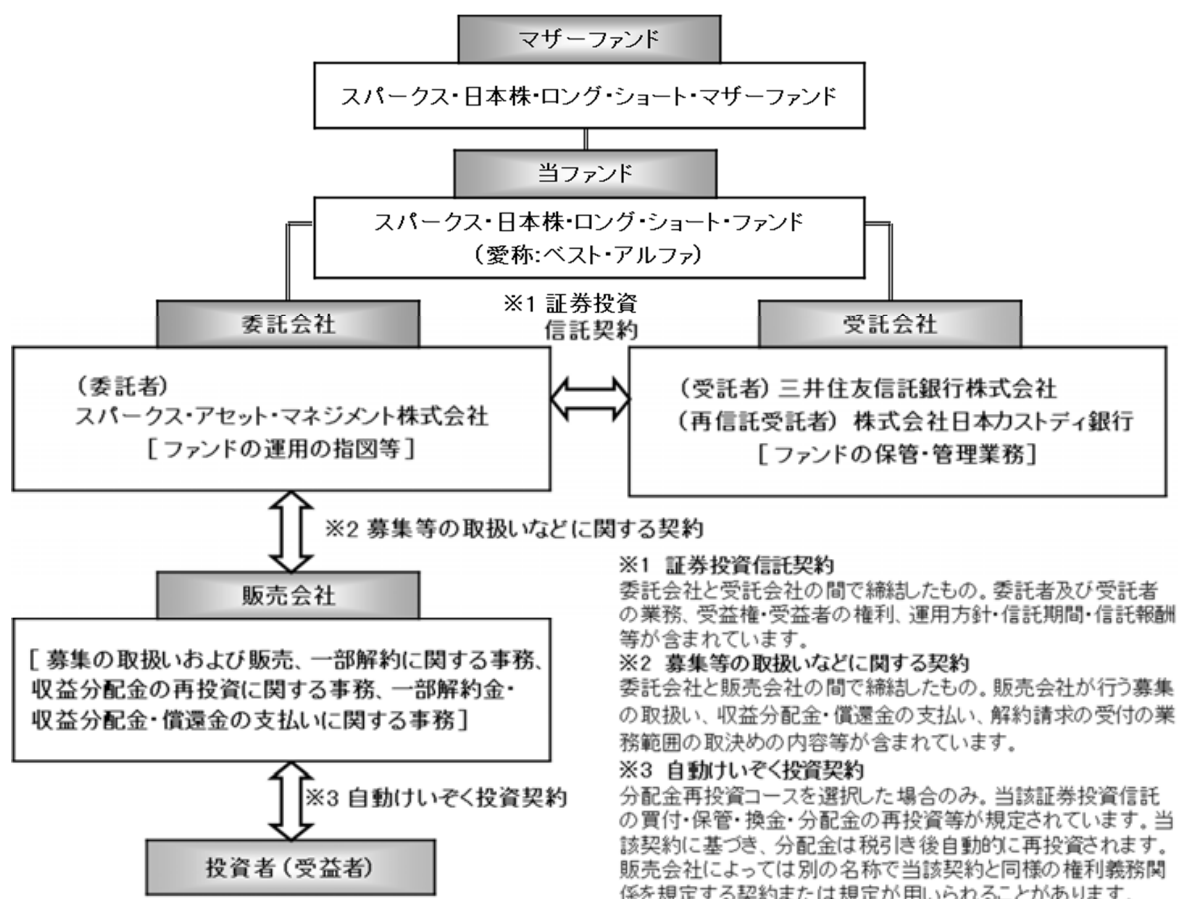 マザーファンド
スパークス・日本株・ロング・ショート・マザーファンド
当ファンド
スパークス・日本株・ロング・ショート・ファンド
(愛称:ベスト・アルファ)
※1 証券投資
信託契約
委託会社
(委託者)
スパークス・アセット・マネジメント株式会社
[ファンドの運用の指図等]
受託会社
(受託者) 三井住友信託銀行株式会社
(再信託受託者) 株式会社日本カストディ銀行
[ファンドの保管・管理業務]
※2 募集等の取扱いなどに関する契約
販売会社
[ 募集の取扱いおよび販売、一部解約に関する事務、
収益分配金の再投資に関する事務、一部解約金・
収益分配金・償還金の支払いに関する事務]
※3 自動けいぞく投資契約
投資者(受益者)
※1 証券投資信託契約
委託会社と受託会社の間で締結したもの。委託者及び受託者
の業務、受益権・受益者の権利、運用方針・信託期間・信託報酬
等が含まれています。
※2 募集等の取扱いなどに関する契約
委託会社と販売会社の間で締結したもの。販売会社が行う募集
の取扱い、収益分配金・償還金の支払い、解約請求の受付の業
務範囲の取決めの内容等が含まれています。
※3 自動けいぞく投資契約
分配金再投資コースを選択した場合のみ。当該証券投資信託
の買付・保管・換金・分配金の再投資等が規定されています。当
該契約に基づき、分配金は税引き後自動的に再投資されます。
販売会社によっては別の名称で当該契約と同様の権利義務関
係を規定する契約または規定が用いられることがあります。